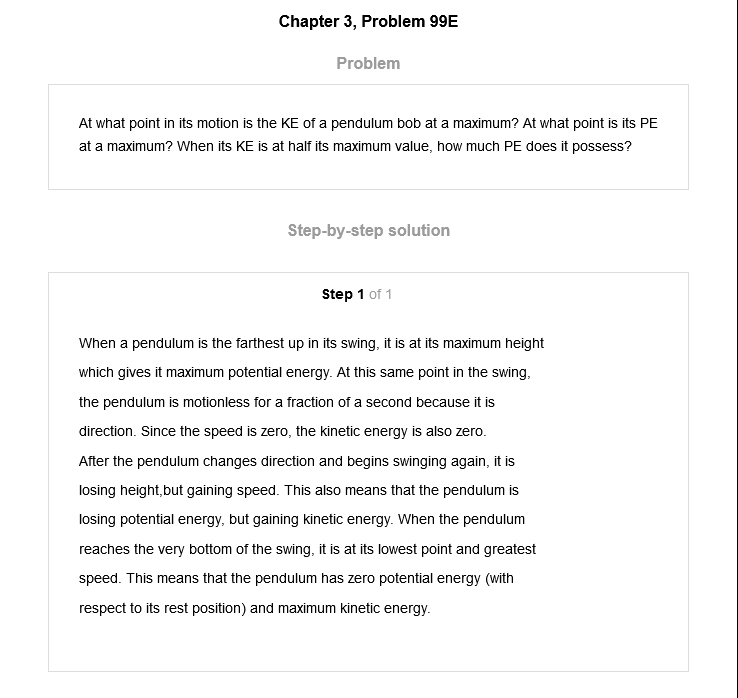 Chapter 3, Problem 99E
Problem
At what point in its motion is the KE of a pendulum bob at a maximum? At what point is its PE
at a maximum? When its KE is at half its maximum value, how much PE does it possess?
Step-by-step solution
Step 1 of 1
When a pendulum is the farthest up in its swing, it is at its maximum height
which gives it maximum potential energy. At this same point in the swing,
the pendulum is motionless for a fraction of a second because it is
direction. Since the speed is zero, the kinetic energy is also zero.
After the pendulum changes direction and begins swinging again, it is
losing height,but gaining speed. This also means that the pendulum is
losing potential energy, but gaining kinetic energy. When the pendulum
reaches the very bottom of the swing, it is at its lowest point and greatest
speed. This means that the pendulum has zero potential energy (with
respect to its rest position) and maximum kinetic energy.